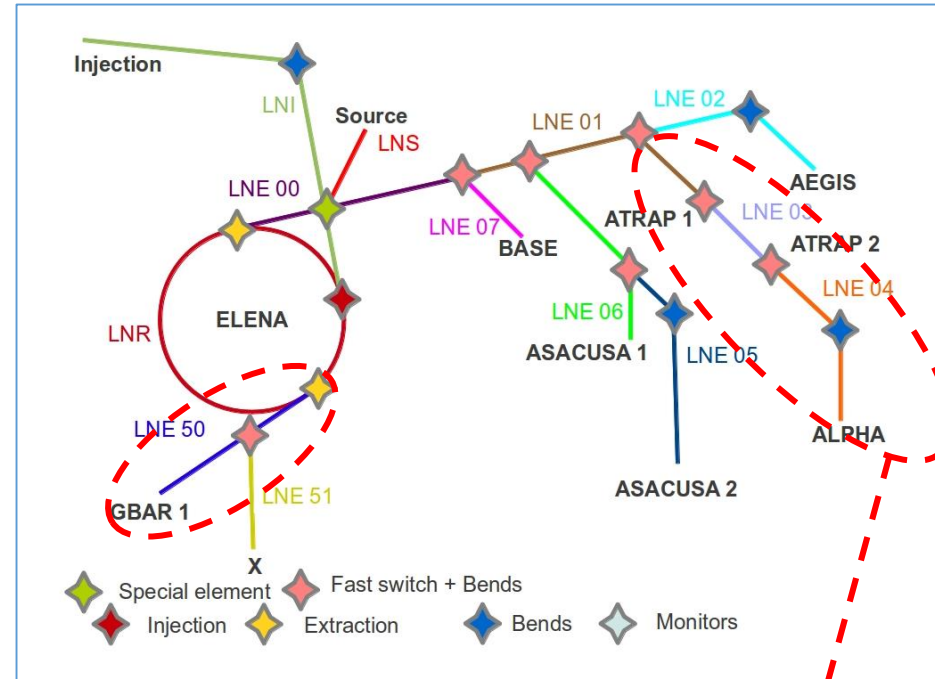 Injection
LNI
Source
LNS
LNE 00
LNE 01
LNE 02
AEGIS
LNE 07
BASE
ATRAP 1
LNE 03
ATRAP 2
LNE 04
LNE 06
LNE 05
ASACUSA 1
ELENA
LNR
ALPHA
LNE 50
ASACUSA 2
GBAR 1
LNE 51
X
Special element
Fast switch + Bends
Injection
Extraction
Bends
Monitors